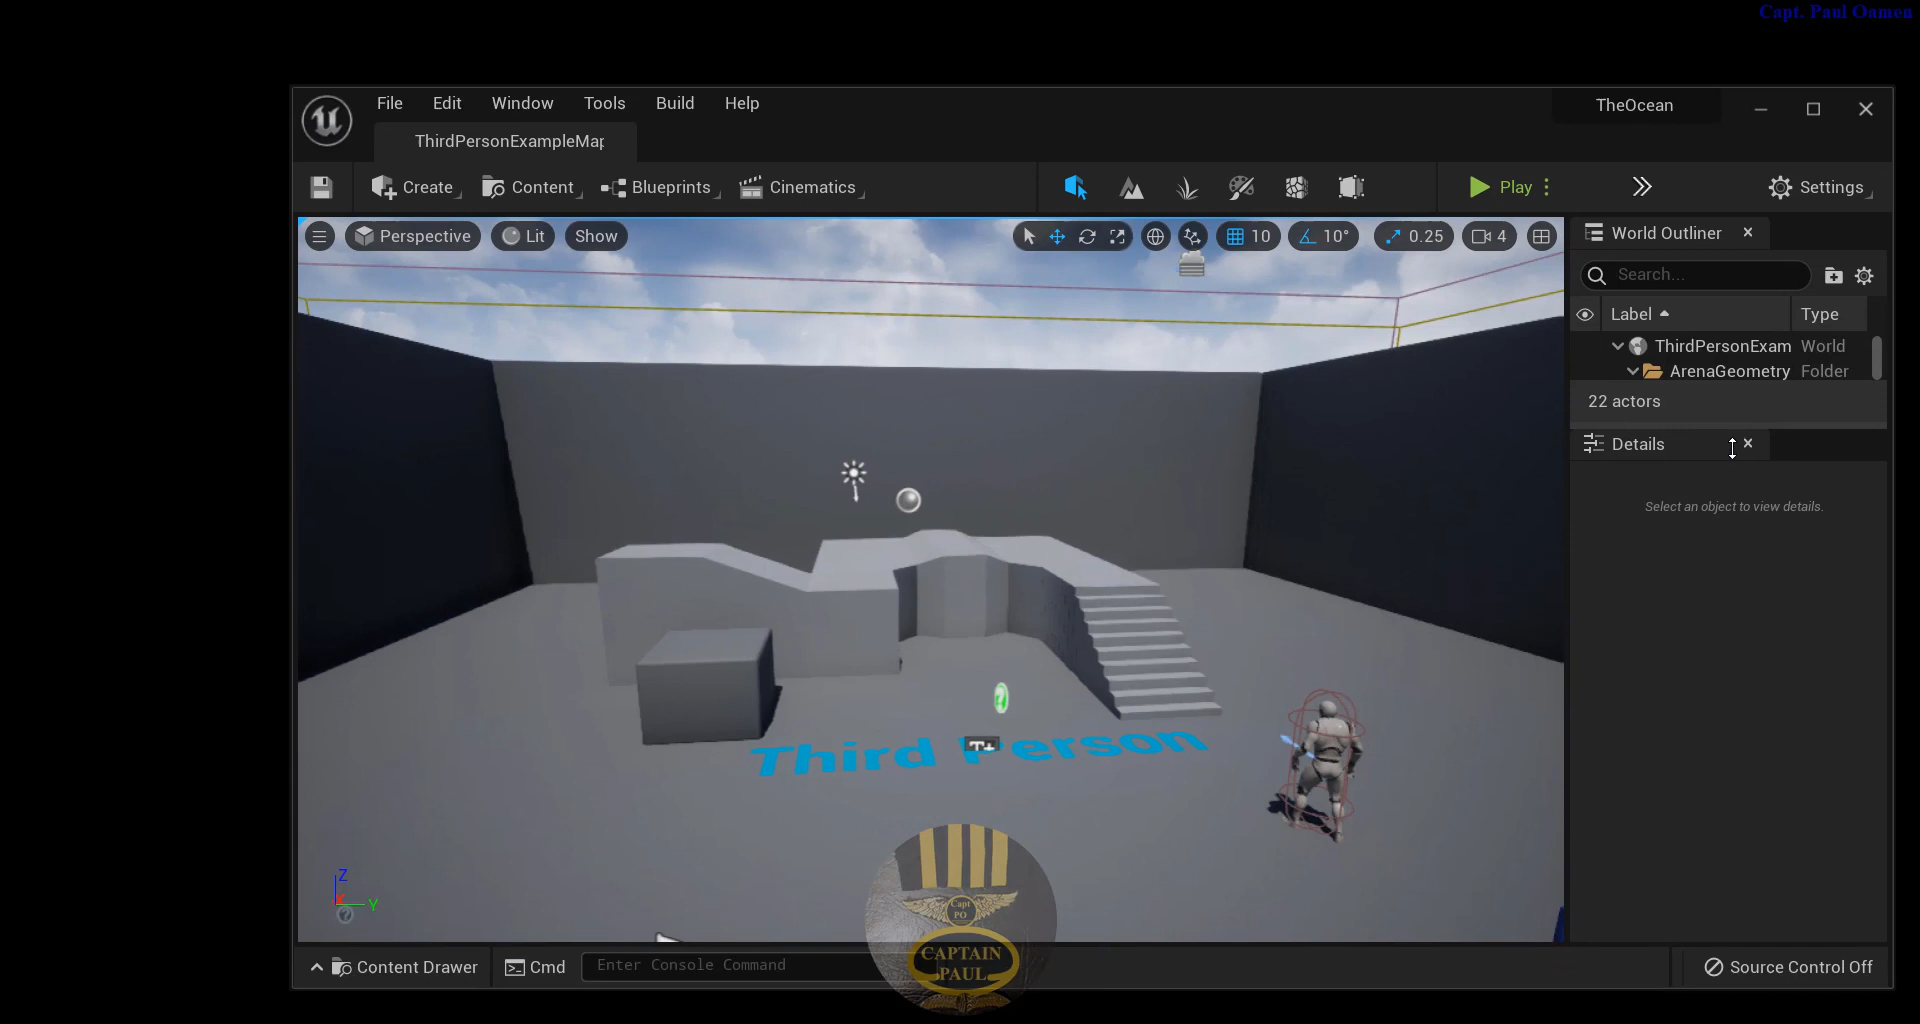 Capt. Paul Oamen
File Edit Window Tools Build Help
TheOcean
ThirdPersonExampleMap
Create Content Blueprints Cinematics Play Settings
Perspective Lit Show 10 10° 0.25 4
World Outliner
Search...
Label Type
ThirdPersonExam World
ArenaGeometry Folder
22 actors
Details
Select an object to view details.
Third Person
T+
Z
X
Y
Capt
PO
CAPTAIN
PAUL
Content Drawer Cmd Enter Console Command Source Control Off